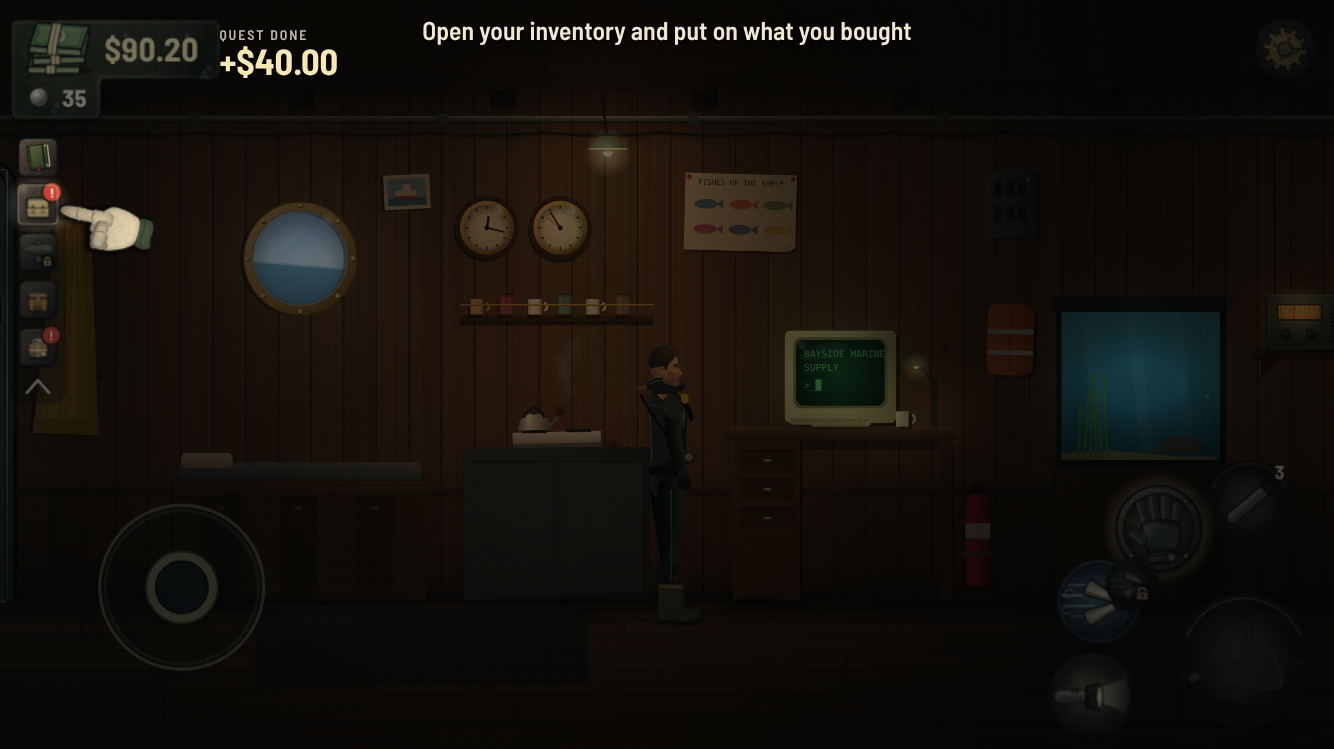 Open your inventory and put on what you bought
QUEST DONE
$90.20
+$40.00
35
FISHES OF THE SHELF
BAYSIDE MARINE
SUPPLY
>
3